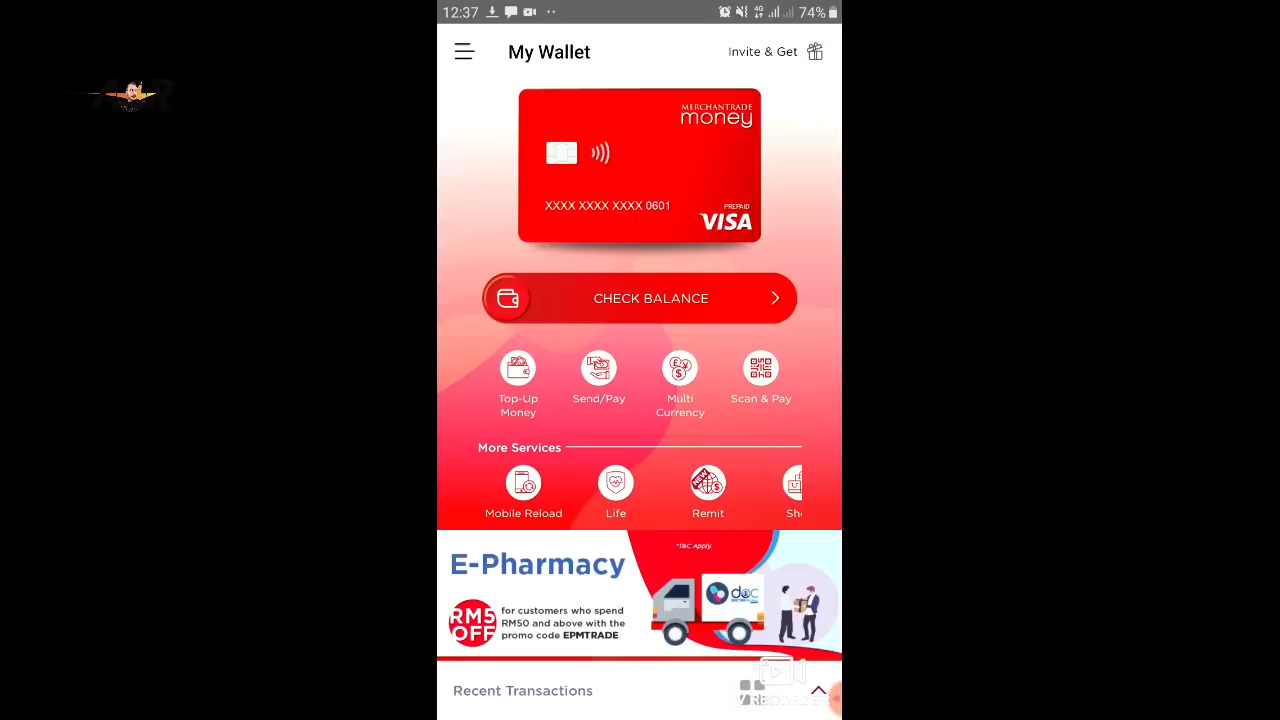 12:37
4G
74%
My Wallet
Invite & Get
MERCHANTRADE
money
XXXX XXXX XXXX 0601
PREPAID
VISA
CHECK BALANCE
Top-Up
Money
Send/Pay
Multi
Currency
Scan & Pay
More Services
Mobile Reload
Life
Remit
Sho
*T&C Apply.
E-Pharmacy
doc
RM5
OFF
for customers who spend
RM50 and above with the
promo code EPMTRADE
Recent Transactions